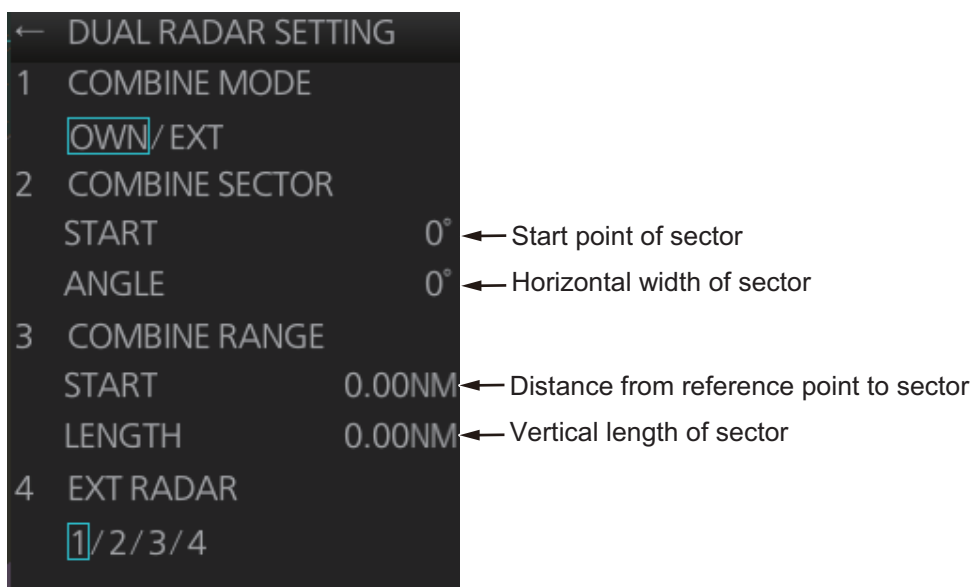 ← DUAL RADAR SETTING
1 COMBINE MODE
OWN/ EXT
2 COMBINE SECTOR
START 0° Start point of sector
ANGLE 0° Horizontal width of sector
3 COMBINE RANGE
START 0.00NM Distance from reference point to sector
LENGTH 0.00NM Vertical length of sector
4 EXT RADAR
1/ 2/ 3/ 4